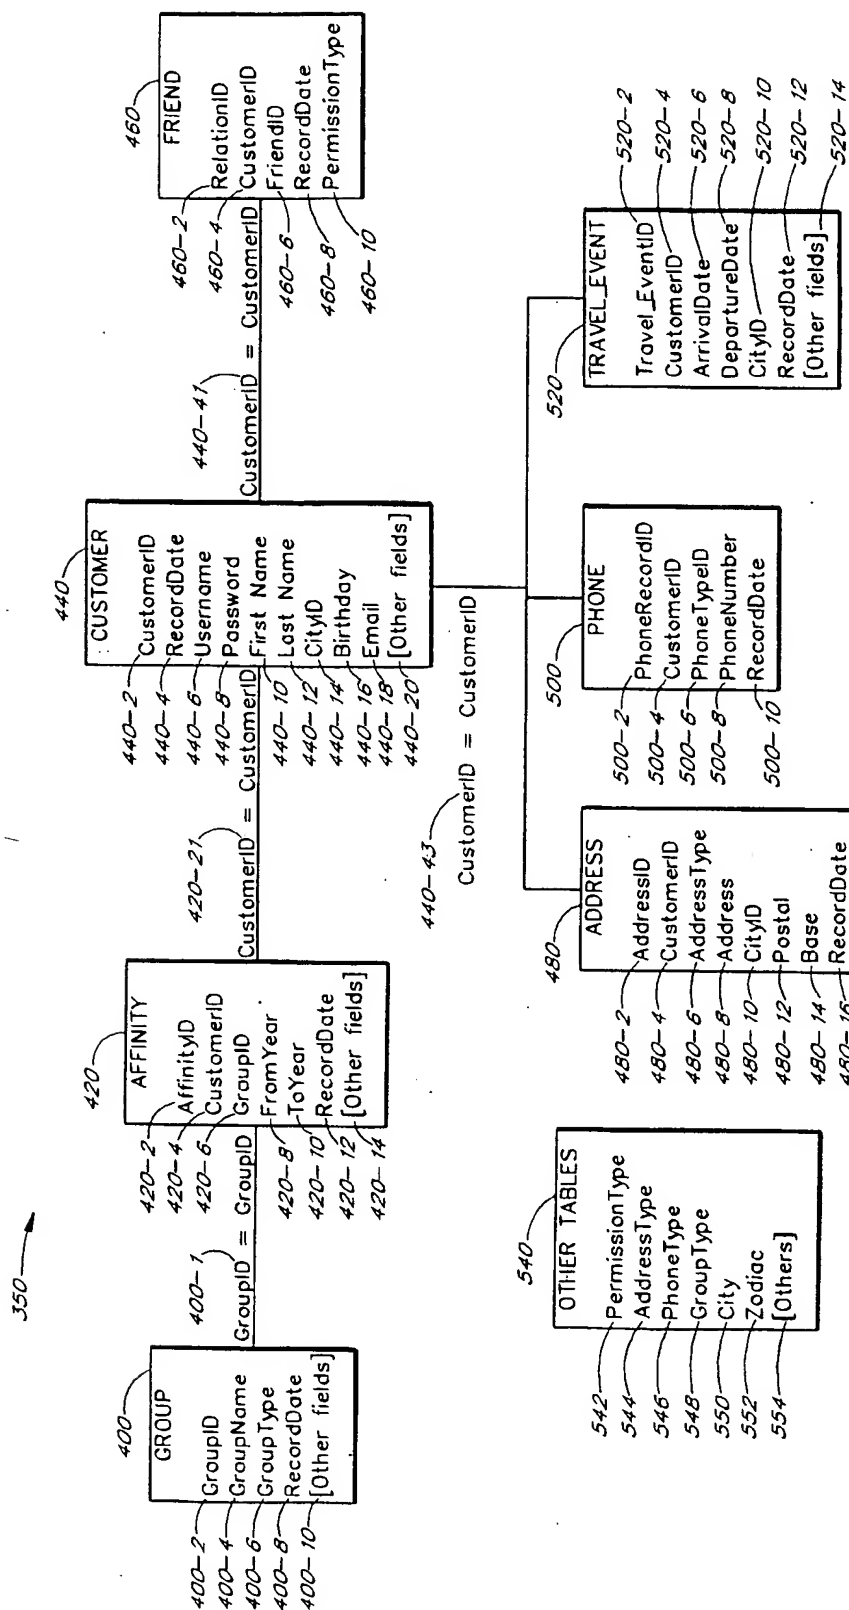 350
400
GROUP
400-2 GroupID
400-4 GroupName
400-6 GroupType
400-8 RecordDate
400-10 [Other fields]
400-1
GroupID = GroupID
420
AFFINITY
420-2 AffinityID
420-4 CustomerID
420-6 GroupID
420-8 FromYear
420-10 ToYear
420-12 RecordDate
420-14 [Other fields]
420-21
CustomerID = CustomerID
440
CUSTOMER
440-2 CustomerID
440-4 RecordDate
440-6 Username
440-8 Password
440-10 First Name
440-12 Last Name
440-14 CityID
440-16 Birthday
440-18 Email
440-20 [Other fields]
440-41
CustomerID = CustomerID
460
FRIEND
460-2 RelationID
460-4 CustomerID
460-6 FriendID
460-8 RecordDate
460-10 PermissionType
440-43
CustomerID = CustomerID
540
OTHER TABLES
542 PermissionType
544 AddressType
546 PhoneType
548 GroupType
550 City
552 Zodiac
554 [Others]
480
ADDRESS
480-2 AddressID
480-4 CustomerID
480-6 AddressType
480-8 Address
480-10 CityID
480-12 Postal
480-14 Base
480-16 RecordDate
500
PHONE
500-2 PhoneRecordID
500-4 CustomerID
500-6 PhoneTypeID
500-8 PhoneNumber
500-10 RecordDate
520
TRAVEL_EVENT
Travel_EventID 520-2
CustomerID 520-4
ArrivalDate 520-6
DepartureDate 520-8
CityID 520-10
RecordDate 520-12
[Other fields] 520-14